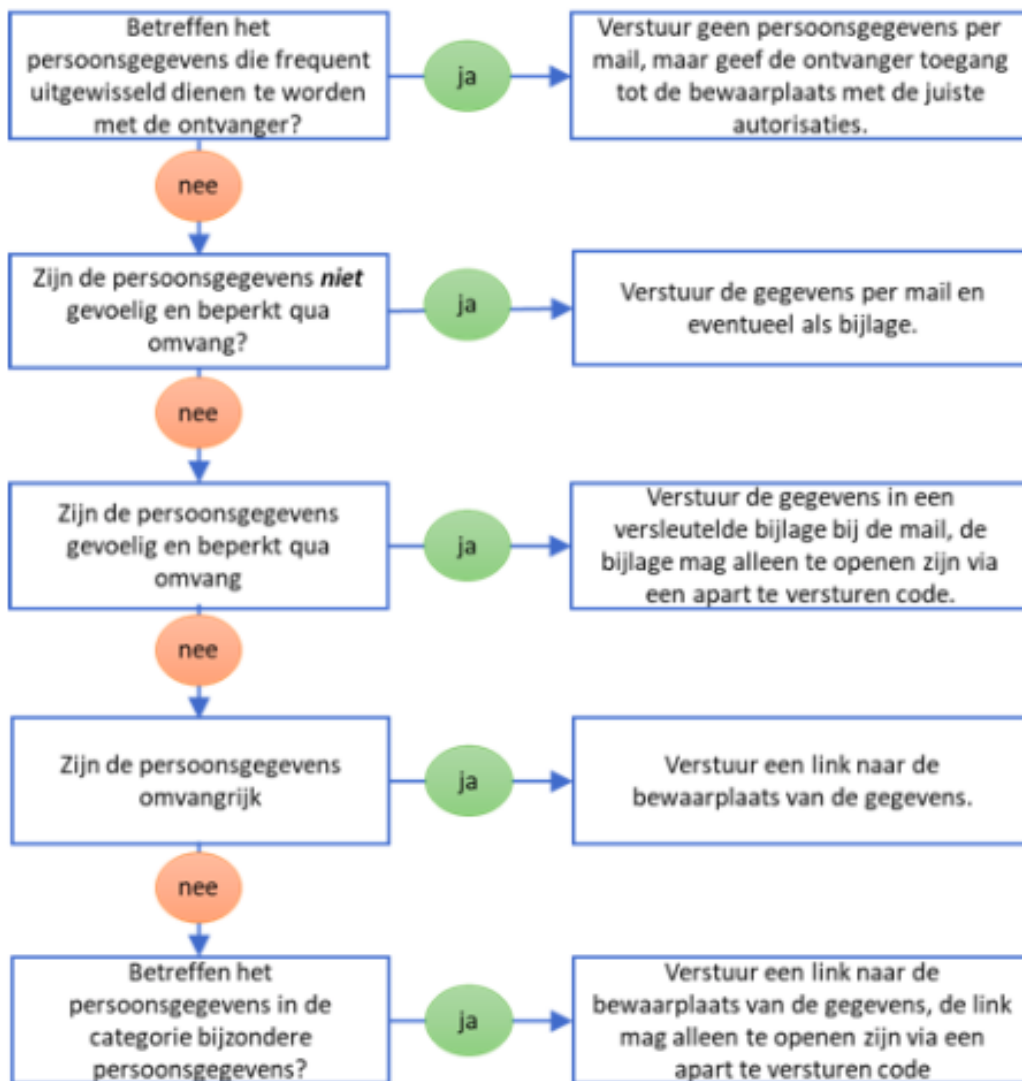 Betreffen het
persoonsgegevens die frequent
uitgewisseld dienen te worden
met de ontvanger?
ja
Verstuur geen persoonsgegevens per
mail, maar geef de ontvanger toegang
tot de bewaarplaats met de juiste
autorisaties.
nee
Zijn de persoonsgegevens niet
gevoelig en beperkt qua
omvang?
ja
Verstuur de gegevens per mail en
eventueel als bijlage.
nee
Zijn de persoonsgegevens
gevoelig en beperkt qua
omvang
ja
Verstuur de gegevens in een
versleutelde bijlage bij de mail, de
bijlage mag alleen te openen zijn via
een apart te versturen code.
nee
Zijn de persoonsgegevens
omvangrijk
ja
Verstuur een link naar de
bewaarplaats van de gegevens.
nee
Betreffen het
persoonsgegevens in de
categorie bijzondere
persoonsgegevens?
ja
Verstuur een link naar de
bewaarplaats van de gegevens, de link
mag alleen te openen zijn via een
apart te versturen code